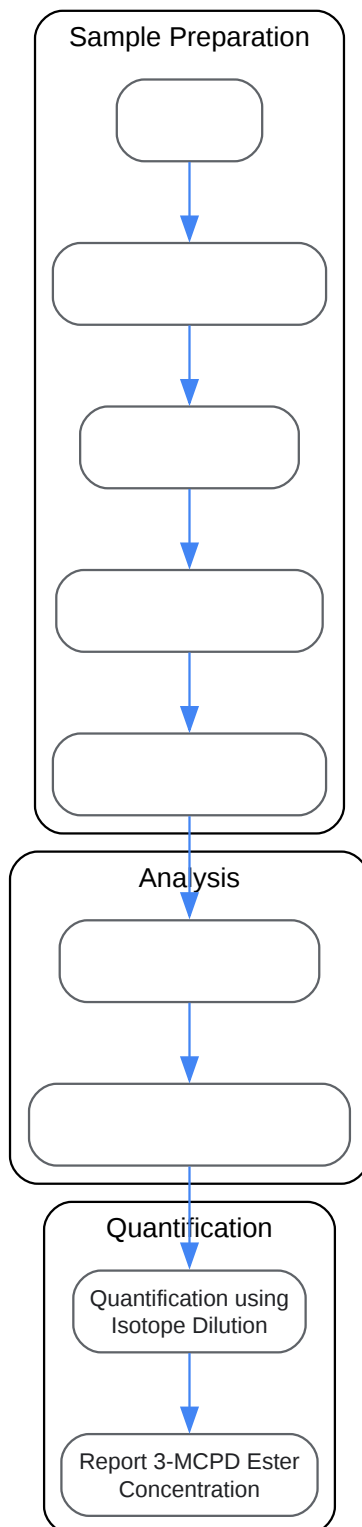 Sample Preparation
Analysis
Quantification
Quantification using
Isotope Dilution
Report 3-MCPD Ester
Concentration